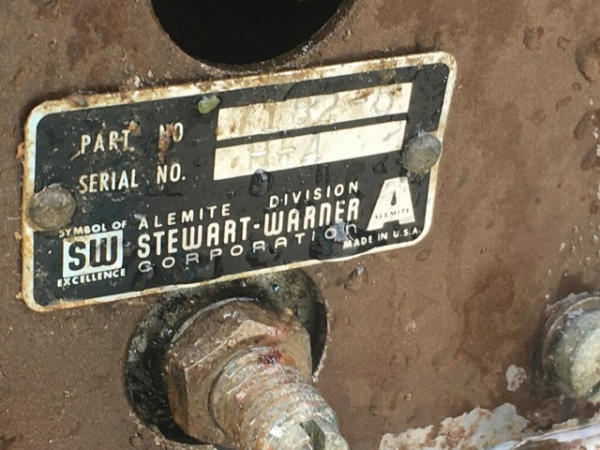 PART NO
SERIAL NO.
SYMBOL OF
SW
EXCELLENCE
ALEMITE DIVISION
STEWART-WARNER
CORPORATION
A
ALEMITE
MADE IN U.S.A.